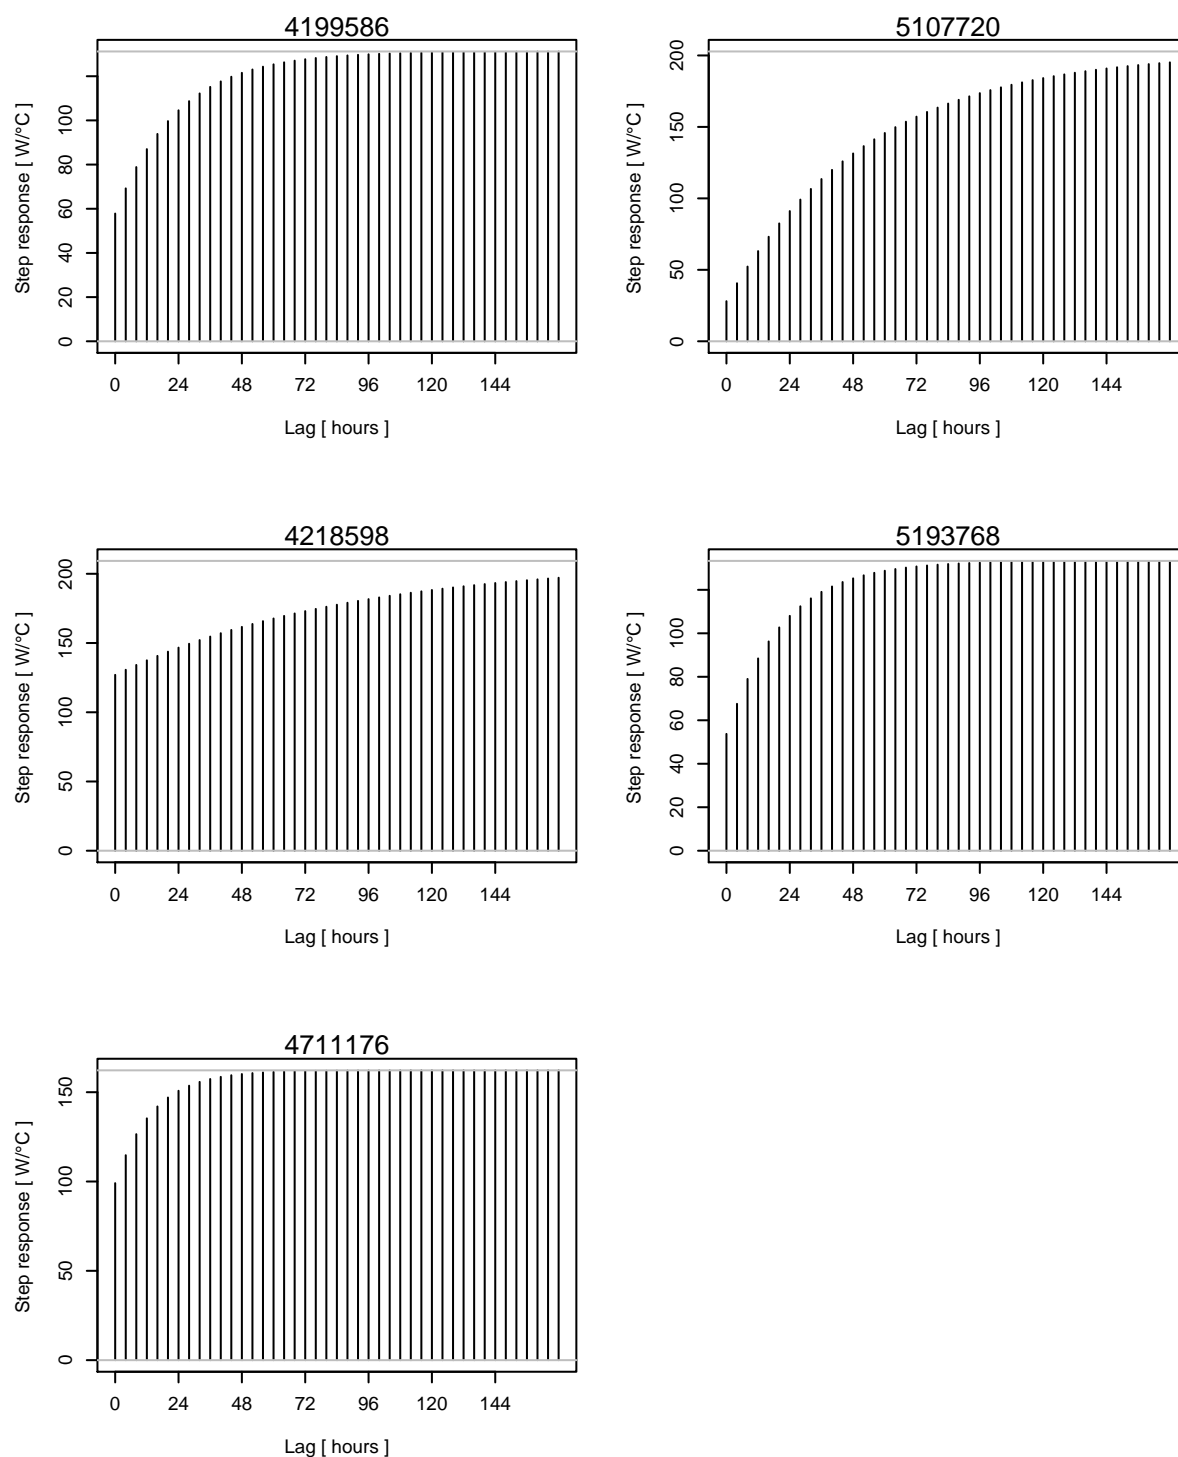 4199586
Step response [ W/°C ]
0 20 40 60 80 100
0 24 48 72 96 120 144
Lag [ hours ]
5107720
Step response [ W/°C ]
0 50 100 150 200
0 24 48 72 96 120 144
Lag [ hours ]
4218598
Step response [ W/°C ]
0 50 100 150 200
0 24 48 72 96 120 144
Lag [ hours ]
5193768
Step response [ W/°C ]
0 20 40 60 80 100
0 24 48 72 96 120 144
Lag [ hours ]
4711176
Step response [ W/°C ]
0 50 100 150
0 24 48 72 96 120 144
Lag [ hours ]